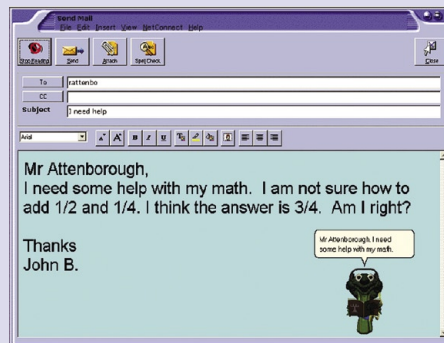 Send Mail
File Edit Insert View NetConnect Help
Stop Reading Send Attach Spell Check Close
To rattenbo
CC
Subject I need help
Arial A A B I U
Mr Attenborough,
I need some help with my math. I am not sure how to
add 1/2 and 1/4. I think the answer is 3/4. Am I right?
Thanks
John B.
Mr Attenborough, I need
some help with my math.